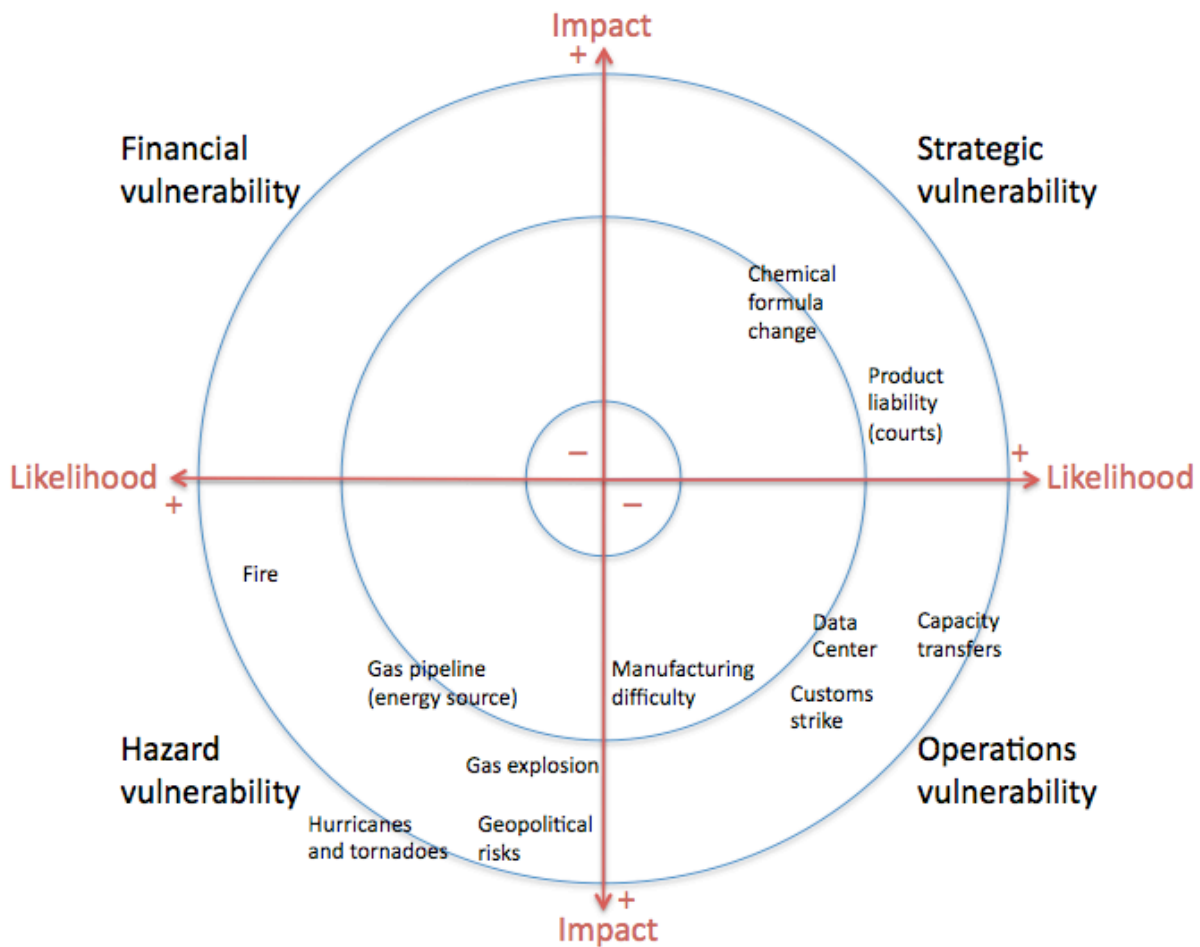 Impact
+
Financial
vulnerability
Strategic
vulnerability
Chemical
formula
change
Product
liability
(courts)
–
+
Likelihood
Likelihood
+
–
Fire
Data
Center
Capacity
transfers
Gas pipeline
(energy source)
Manufacturing
difficulty
Customs
strike
Hazard
vulnerability
Gas explosion
Operations
vulnerability
Hurricanes
and tornadoes
Geopolitical
risks
+
Impact